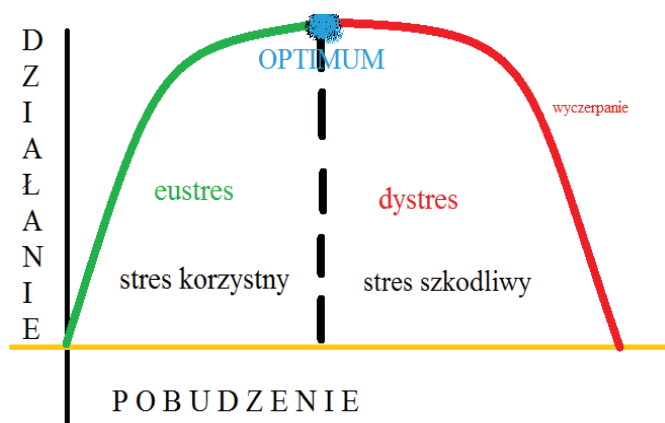 DZIAŁANIE
OPTIMUM
wyczerpanie
eustres
dystres
stres korzystny
stres szkodliwy
POBUDZENIE